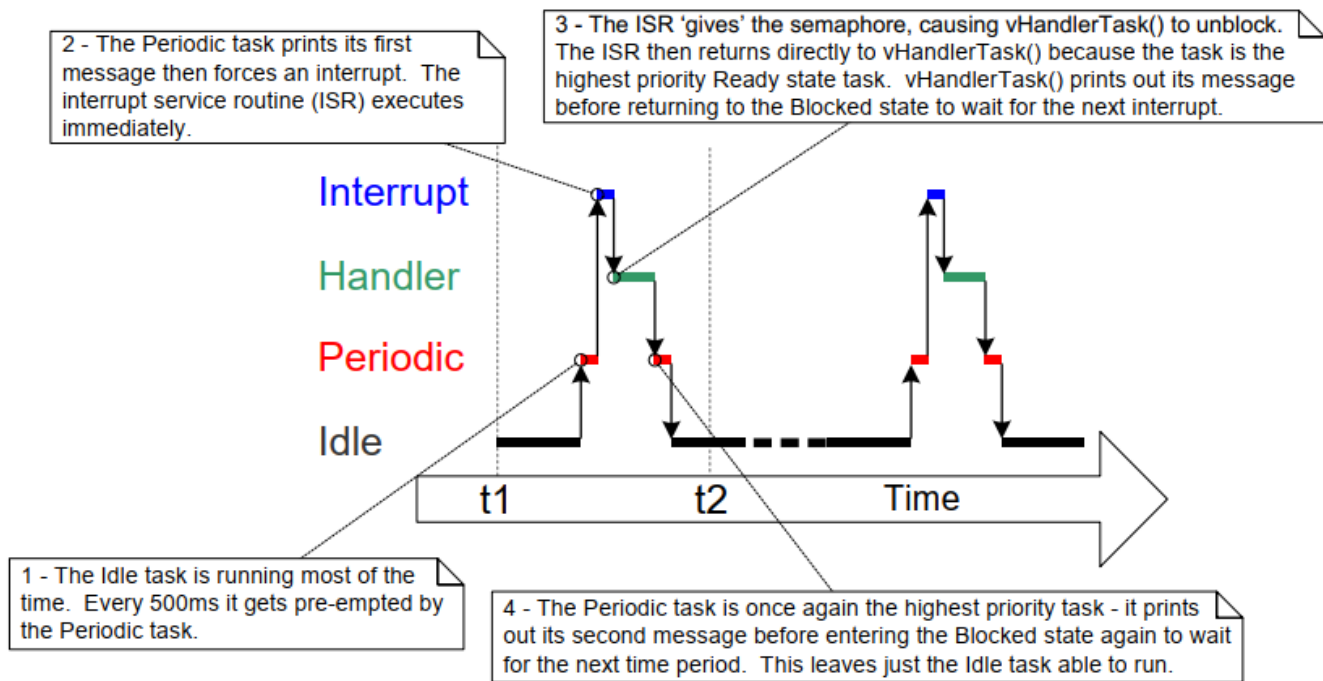 2 - The Periodic task prints its first
message then forces an interrupt.  The
interrupt service routine (ISR) executes
immediately.
3 - The ISR ‘gives’ the semaphore, causing vHandlerTask() to unblock.
The ISR then returns directly to vHandlerTask() because the task is the
highest priority Ready state task.  vHandlerTask() prints out its message
before returning to the Blocked state to wait for the next interrupt.
Interrupt
Handler
Periodic
Idle
t1
t2
Time
1 - The Idle task is running most of the
time.  Every 500ms it gets pre-empted by
the Periodic task.
4 - The Periodic task is once again the highest priority task - it prints
out its second message before entering the Blocked state again to wait
for the next time period.  This leaves just the Idle task able to run.